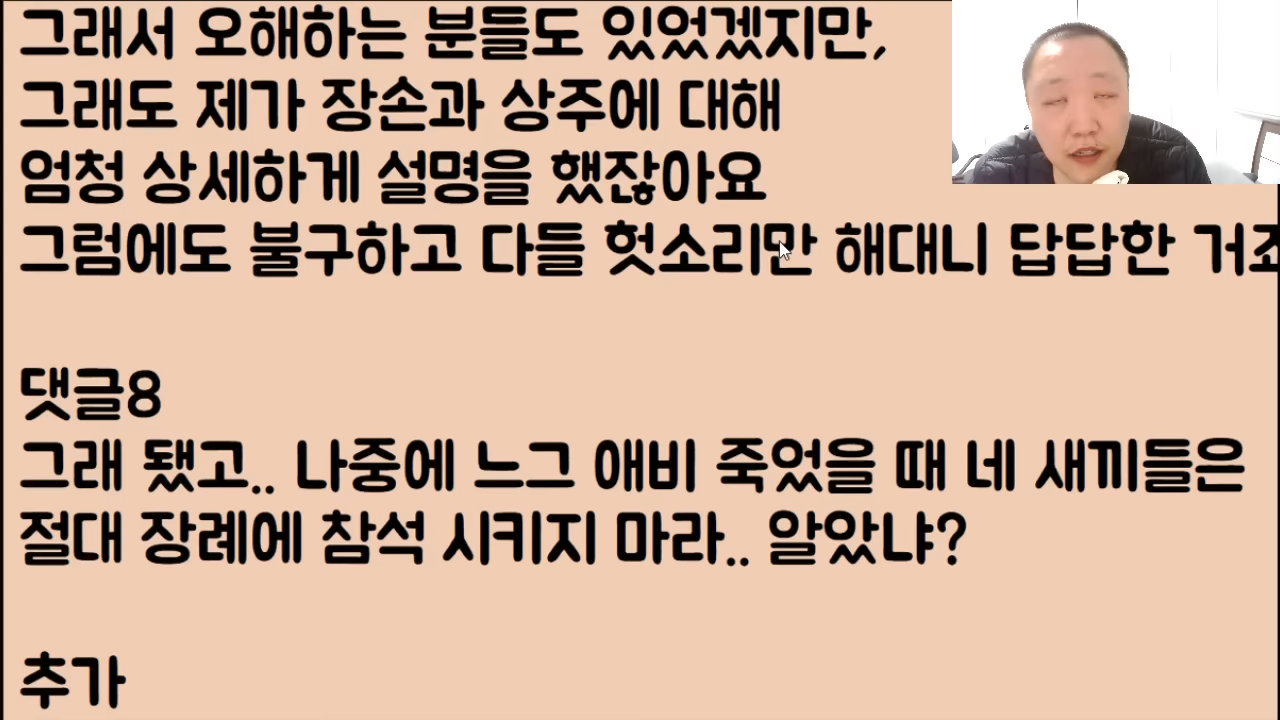 그래서 오해하는 분들도 있었겠지만,
그래도 제가 장손과 상주에 대해
엄청 상세하게 설명을 했잖아요
그럼에도 불구하고 다들 헛소리만 해대니 답답한
댓글8
그래 됐고.. 나중에 느그 애비 죽었을 때 네 새끼들은
절대 장례에 참석 시키지 마라.. 알았냐?
추가